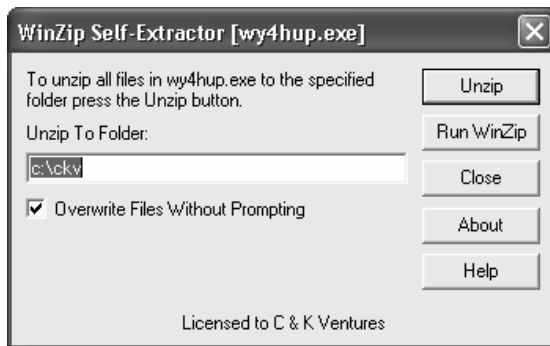 WinZip Self-Extractor [wy4hup.exe]
To unzip all files in wy4hup.exe to the specified
folder press the Unzip button.
Unzip To Folder:
c:\ckv
Overwrite Files Without Prompting
Unzip
Run WinZip
Close
About
Help
Licensed to C & K Ventures